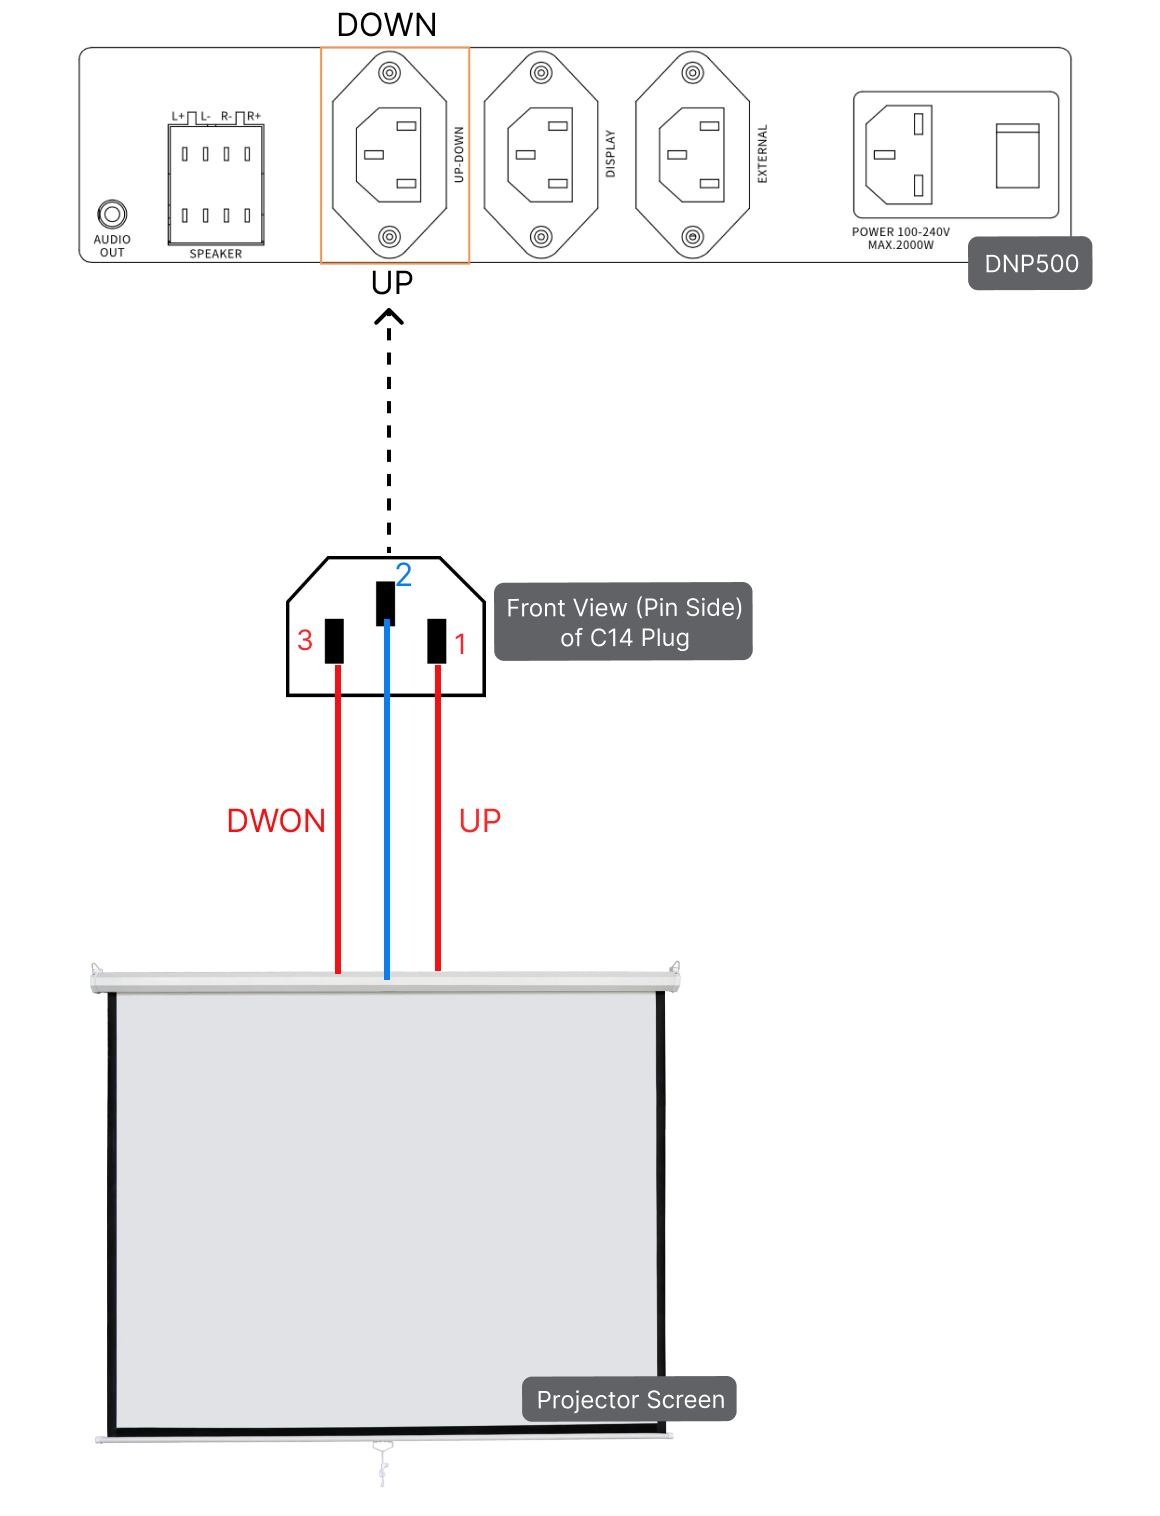 DOWN
L+ L- R- R+
UP-DOWN
DISPLAY
EXTERNAL
AUDIO
OUT
SPEAKER
POWER 100-240V
MAX.2000W
DNP500
UP
2
3
1
Front View (Pin Side)
of C14 Plug
DWON
UP
Projector Screen